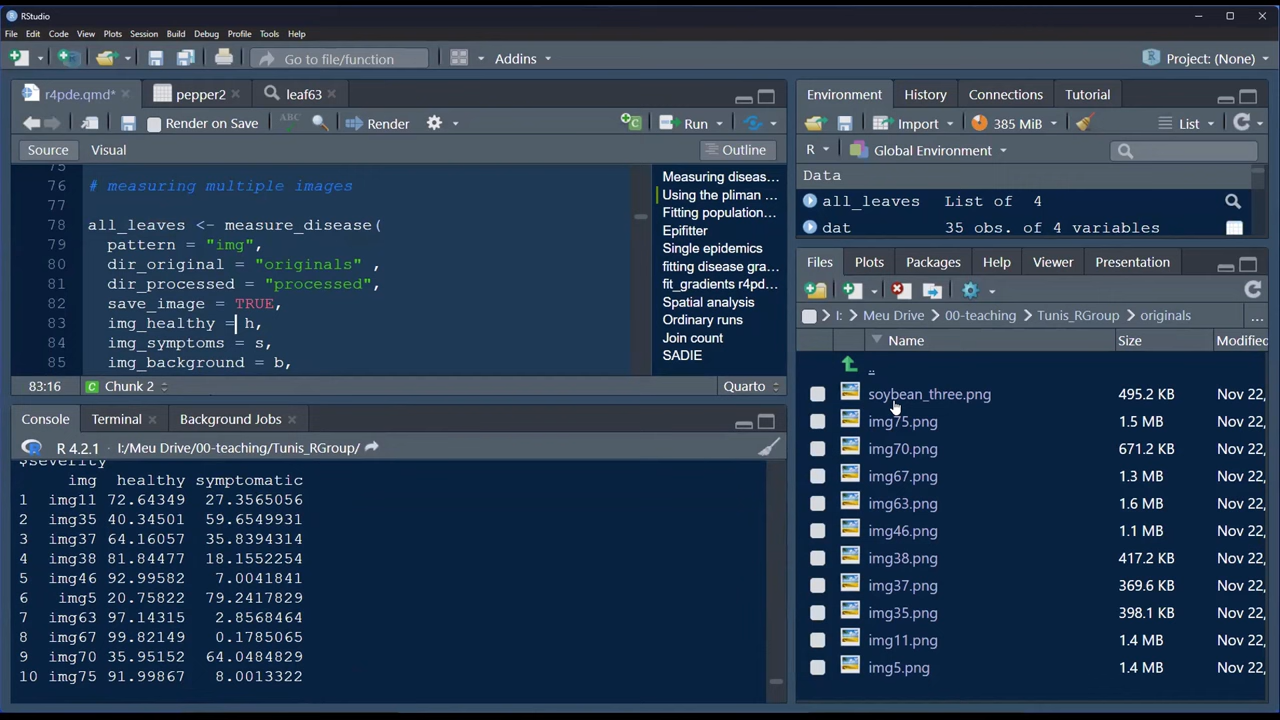 RStudio
File Edit Code View Plots Session Build Debug Profile Tools Help
Go to file/function Addins Project: (None)
r4pde.qmd* pepper2 leaf63
Render on Save ABC Render Run
Source Visual Outline
75
76 # measuring multiple images
77
78 all_leaves <- measure_disease(
79 pattern = "img",
80 dir_original = "originals" ,
81 dir_processed = "processed",
82 save_image = TRUE,
83 img_healthy = h,
84 img_symptoms = s,
85 img_background = b,
Measuring diseas...
Using the pliman ...
Fitting population...
Epifitter
Single epidemics
fitting disease gra...
fit_gradients r4pd...
Spatial analysis
Ordinary runs
Join count
SADIE
83:16 Chunk 2 Quarto
Console Terminal Background Jobs
R 4.2.1 I:/Meu Drive/00-teaching/Tunis_RGroup/
$severity
img healthy symptomatic
1 img11 72.64349 27.3565056
2 img35 40.34501 59.6549931
3 img37 64.16057 35.8394314
4 img38 81.84477 18.1552254
5 img46 92.99582 7.0041841
6 img5 20.75822 79.2417829
7 img63 97.14315 2.8568464
8 img67 99.82149 0.1785065
9 img70 35.95152 64.0484829
10 img75 91.99867 8.0013322
Environment History Connections Tutorial
Import 385 MiB List
R Global Environment
Data
all_leaves List of 4
dat 35 obs. of 4 variables
Files Plots Packages Help Viewer Presentation
I: Meu Drive 00-teaching Tunis_RGroup originals ...
Name Size Modified
..
soybean_three.png 495.2 KB Nov 22,
img75.png 1.5 MB Nov 22,
img70.png 671.2 KB Nov 22,
img67.png 1.3 MB Nov 22,
img63.png 1.6 MB Nov 22,
img46.png 1.1 MB Nov 22,
img38.png 417.2 KB Nov 22,
img37.png 369.6 KB Nov 22,
img35.png 398.1 KB Nov 22,
img11.png 1.4 MB Nov 22,
img5.png 1.4 MB Nov 22,